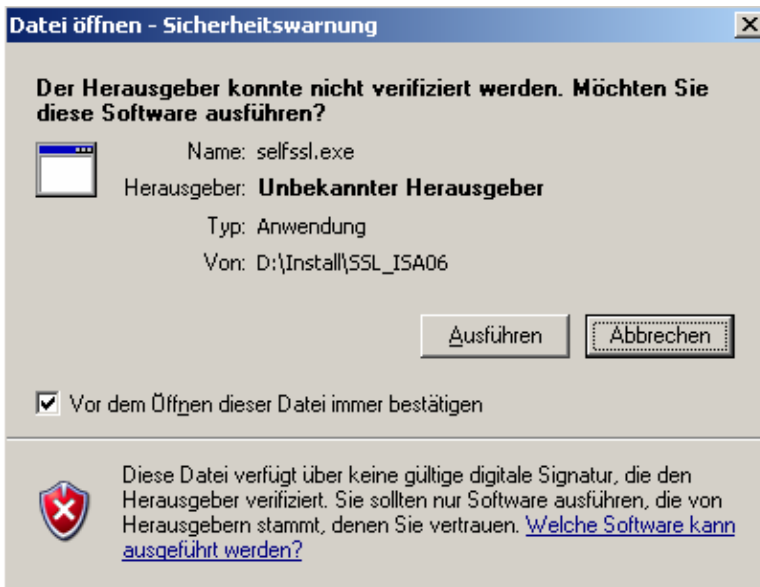 Datei öffnen - Sicherheitswarnung
Der Herausgeber konnte nicht verifiziert werden. Möchten Sie
diese Software ausführen?
Name: selfssl.exe
Herausgeber: Unbekannter Herausgeber
Typ: Anwendung
Von: D:\Install\SSL_ISA06
Ausführen Abbrechen
Vor dem Öffnen dieser Datei immer bestätigen
Diese Datei verfügt über keine gültige digitale Signatur, die den
Herausgeber verifiziert. Sie sollten nur Software ausführen, die von
Herausgebern stammt, denen Sie vertrauen. Welche Software kann
ausgeführt werden?